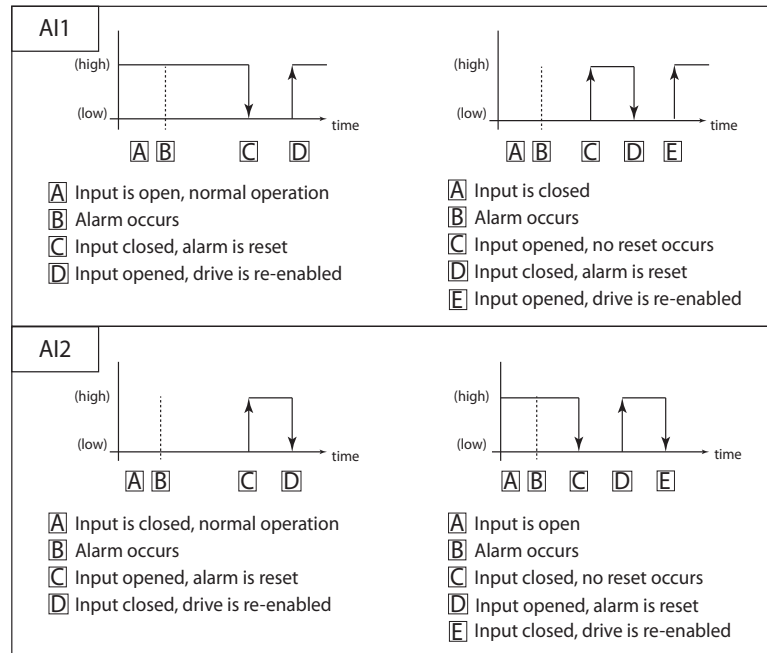 AI1
(high)
(low)
time
A B C D
A Input is open, normal operation
B Alarm occurs
C Input closed, alarm is reset
D Input opened, drive is re-enabled
(high)
(low)
time
A B C D E
A Input is closed
B Alarm occurs
C Input opened, no reset occurs
D Input closed, alarm is reset
E Input opened, drive is re-enabled
AI2
(high)
(low)
time
A B C D
A Input is closed, normal operation
B Alarm occurs
C Input opened, alarm is reset
D Input closed, drive is re-enabled
(high)
(low)
time
A B C D E
A Input is open
B Alarm occurs
C Input closed, no reset occurs
D Input opened, alarm is reset
E Input closed, drive is re-enabled